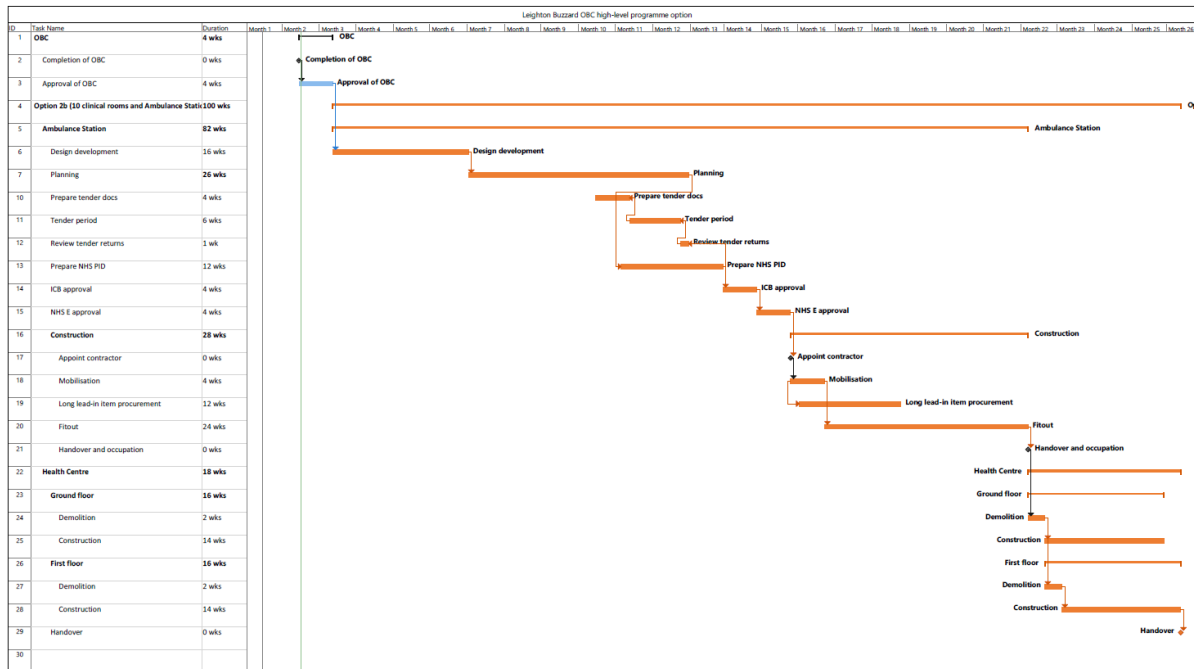 Leighton Buzzard OBC high-level programme option
ID Task Name Duration Month 1 Month 2 Month 3 Month 4 Month 5 Month 6 Month 7 Month 8 Month 9 Month 10 Month 11 Month 12 Month 13 Month 14 Month 15 Month 16 Month 17 Month 18 Month 19 Month 20 Month 21 Month 22 Month 23 Month 24 Month 25 Month 26
1 OBC 4 wks OBC
2 Completion of OBC 0 wks Completion of OBC
3 Approval of OBC 4 wks Approval of OBC
4 Option 2b (10 clinical rooms and Ambulance Static 100 wks Op
5 Ambulance Station 82 wks Ambulance Station
6 Design development 16 wks Design development
7 Planning 26 wks Planning
10 Prepare tender docs 4 wks Prepare tender docs
11 Tender period 6 wks Tender period
12 Review tender returns 1 wk Review tender returns
13 Prepare NHS PID 12 wks Prepare NHS PID
14 ICB approval 4 wks ICB approval
15 NHS E approval 4 wks NHS E approval
16 Construction 28 wks Construction
17 Appoint contractor 0 wks Appoint contractor
18 Mobilisation 4 wks Mobilisation
19 Long lead-in item procurement 12 wks Long lead-in item procurement
20 Fitout 24 wks Fitout
21 Handover and occupation 0 wks Handover and occupation
22 Health Centre 18 wks Health Centre
23 Ground floor 16 wks Ground floor
24 Demolition 2 wks Demolition
25 Construction 14 wks Construction
26 First floor 16 wks First floor
27 Demolition 2 wks Demolition
28 Construction 14 wks Construction
29 Handover 0 wks Handover
30